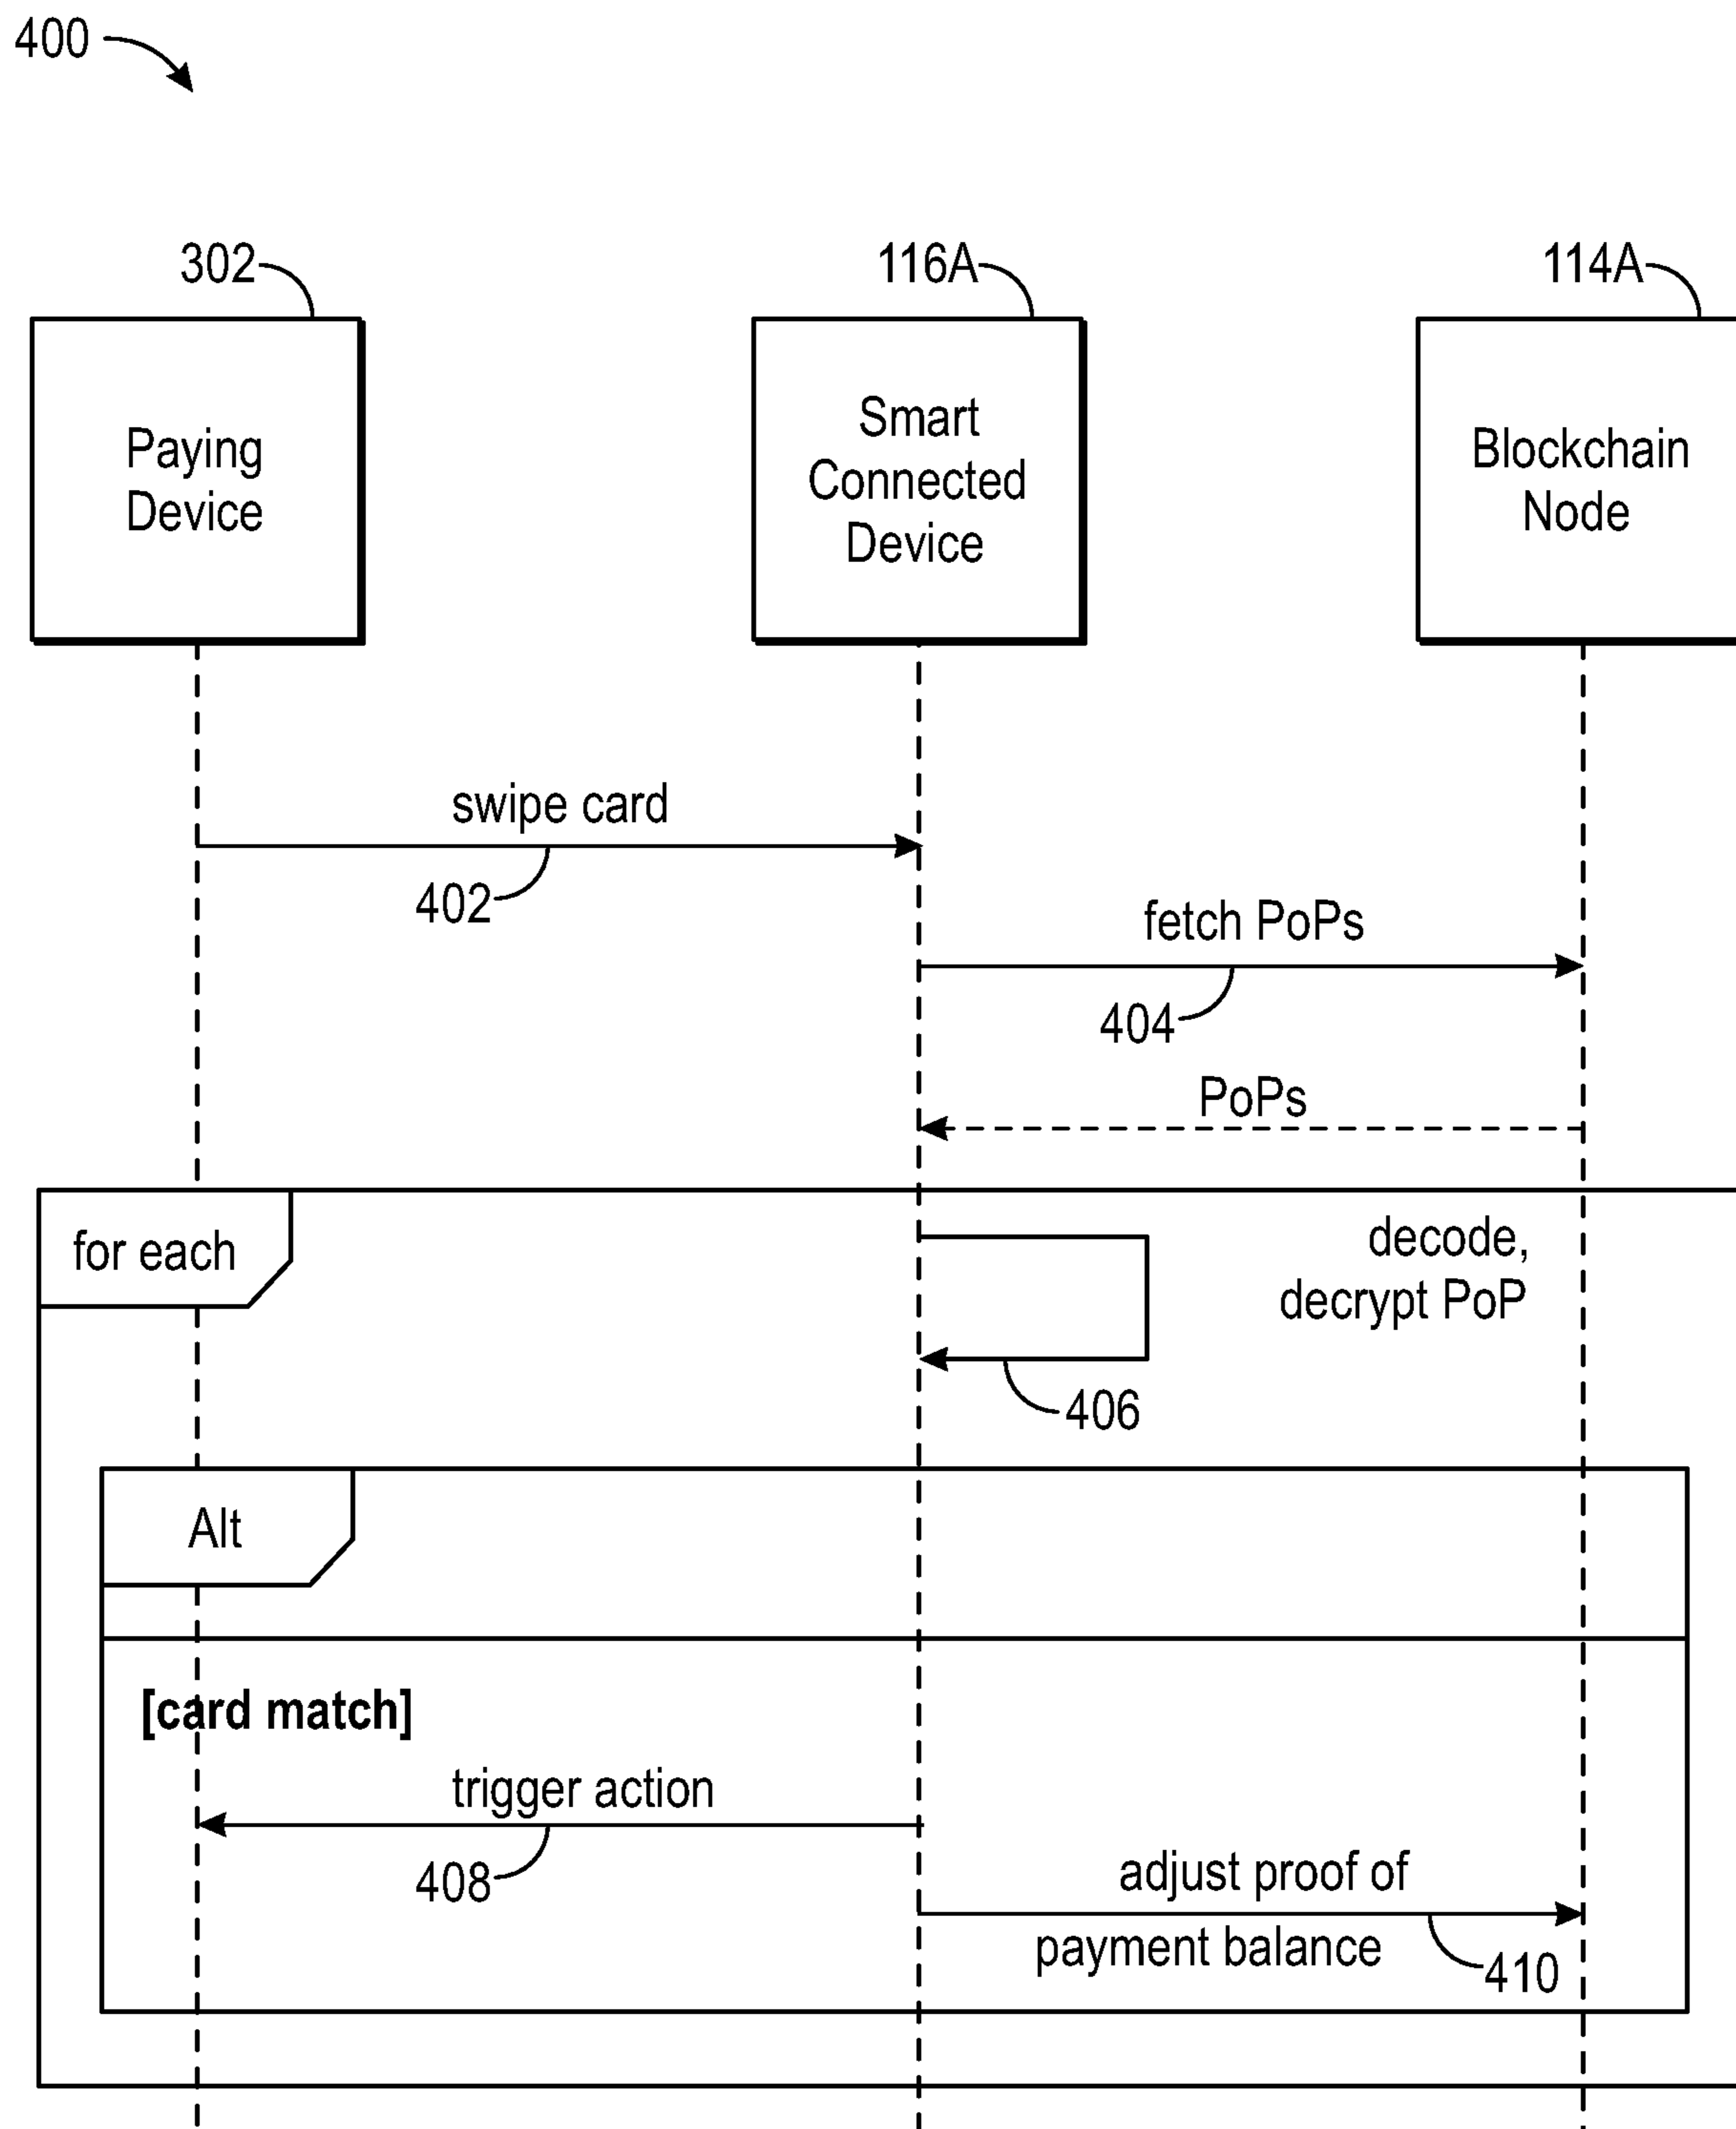 400
302
116A
114A
Paying
Device
Smart
Connected
Device
Blockchain
Node
swipe card
402
fetch PoPs
404
PoPs
for each
decode,
decrypt PoP
406
Alt
[card match]
trigger action
408
adjust proof of
payment balance
410